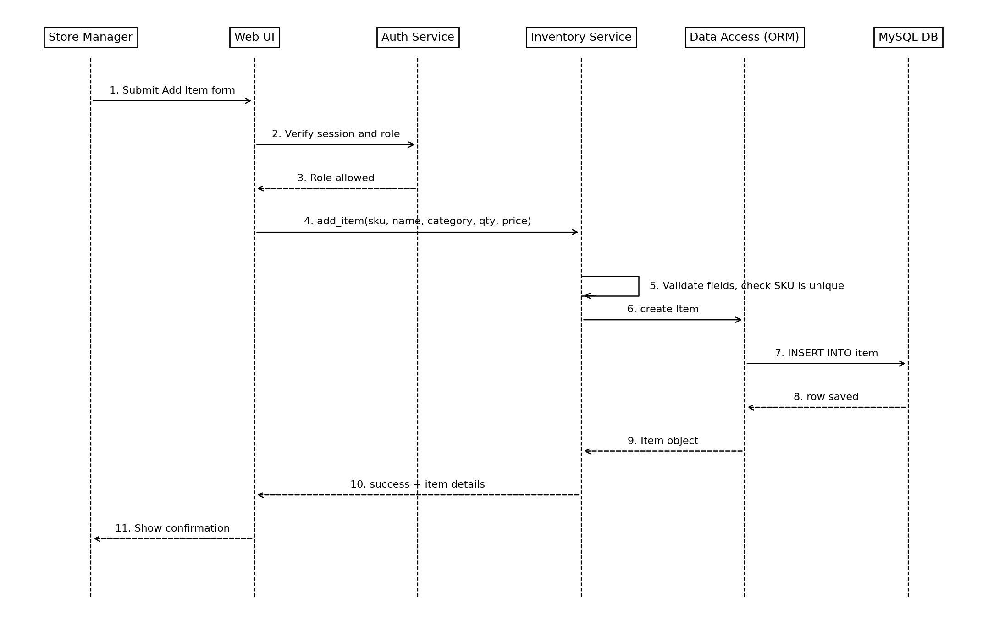 Store Manager
Web UI
Auth Service
Inventory Service
Data Access (ORM)
MySQL DB
1. Submit Add Item form
2. Verify session and role
3. Role allowed
4. add_item(sku, name, category, qty, price)
5. Validate fields, check SKU is unique
6. create Item
7. INSERT INTO item
8. row saved
9. Item object
10. success + item details
11. Show confirmation